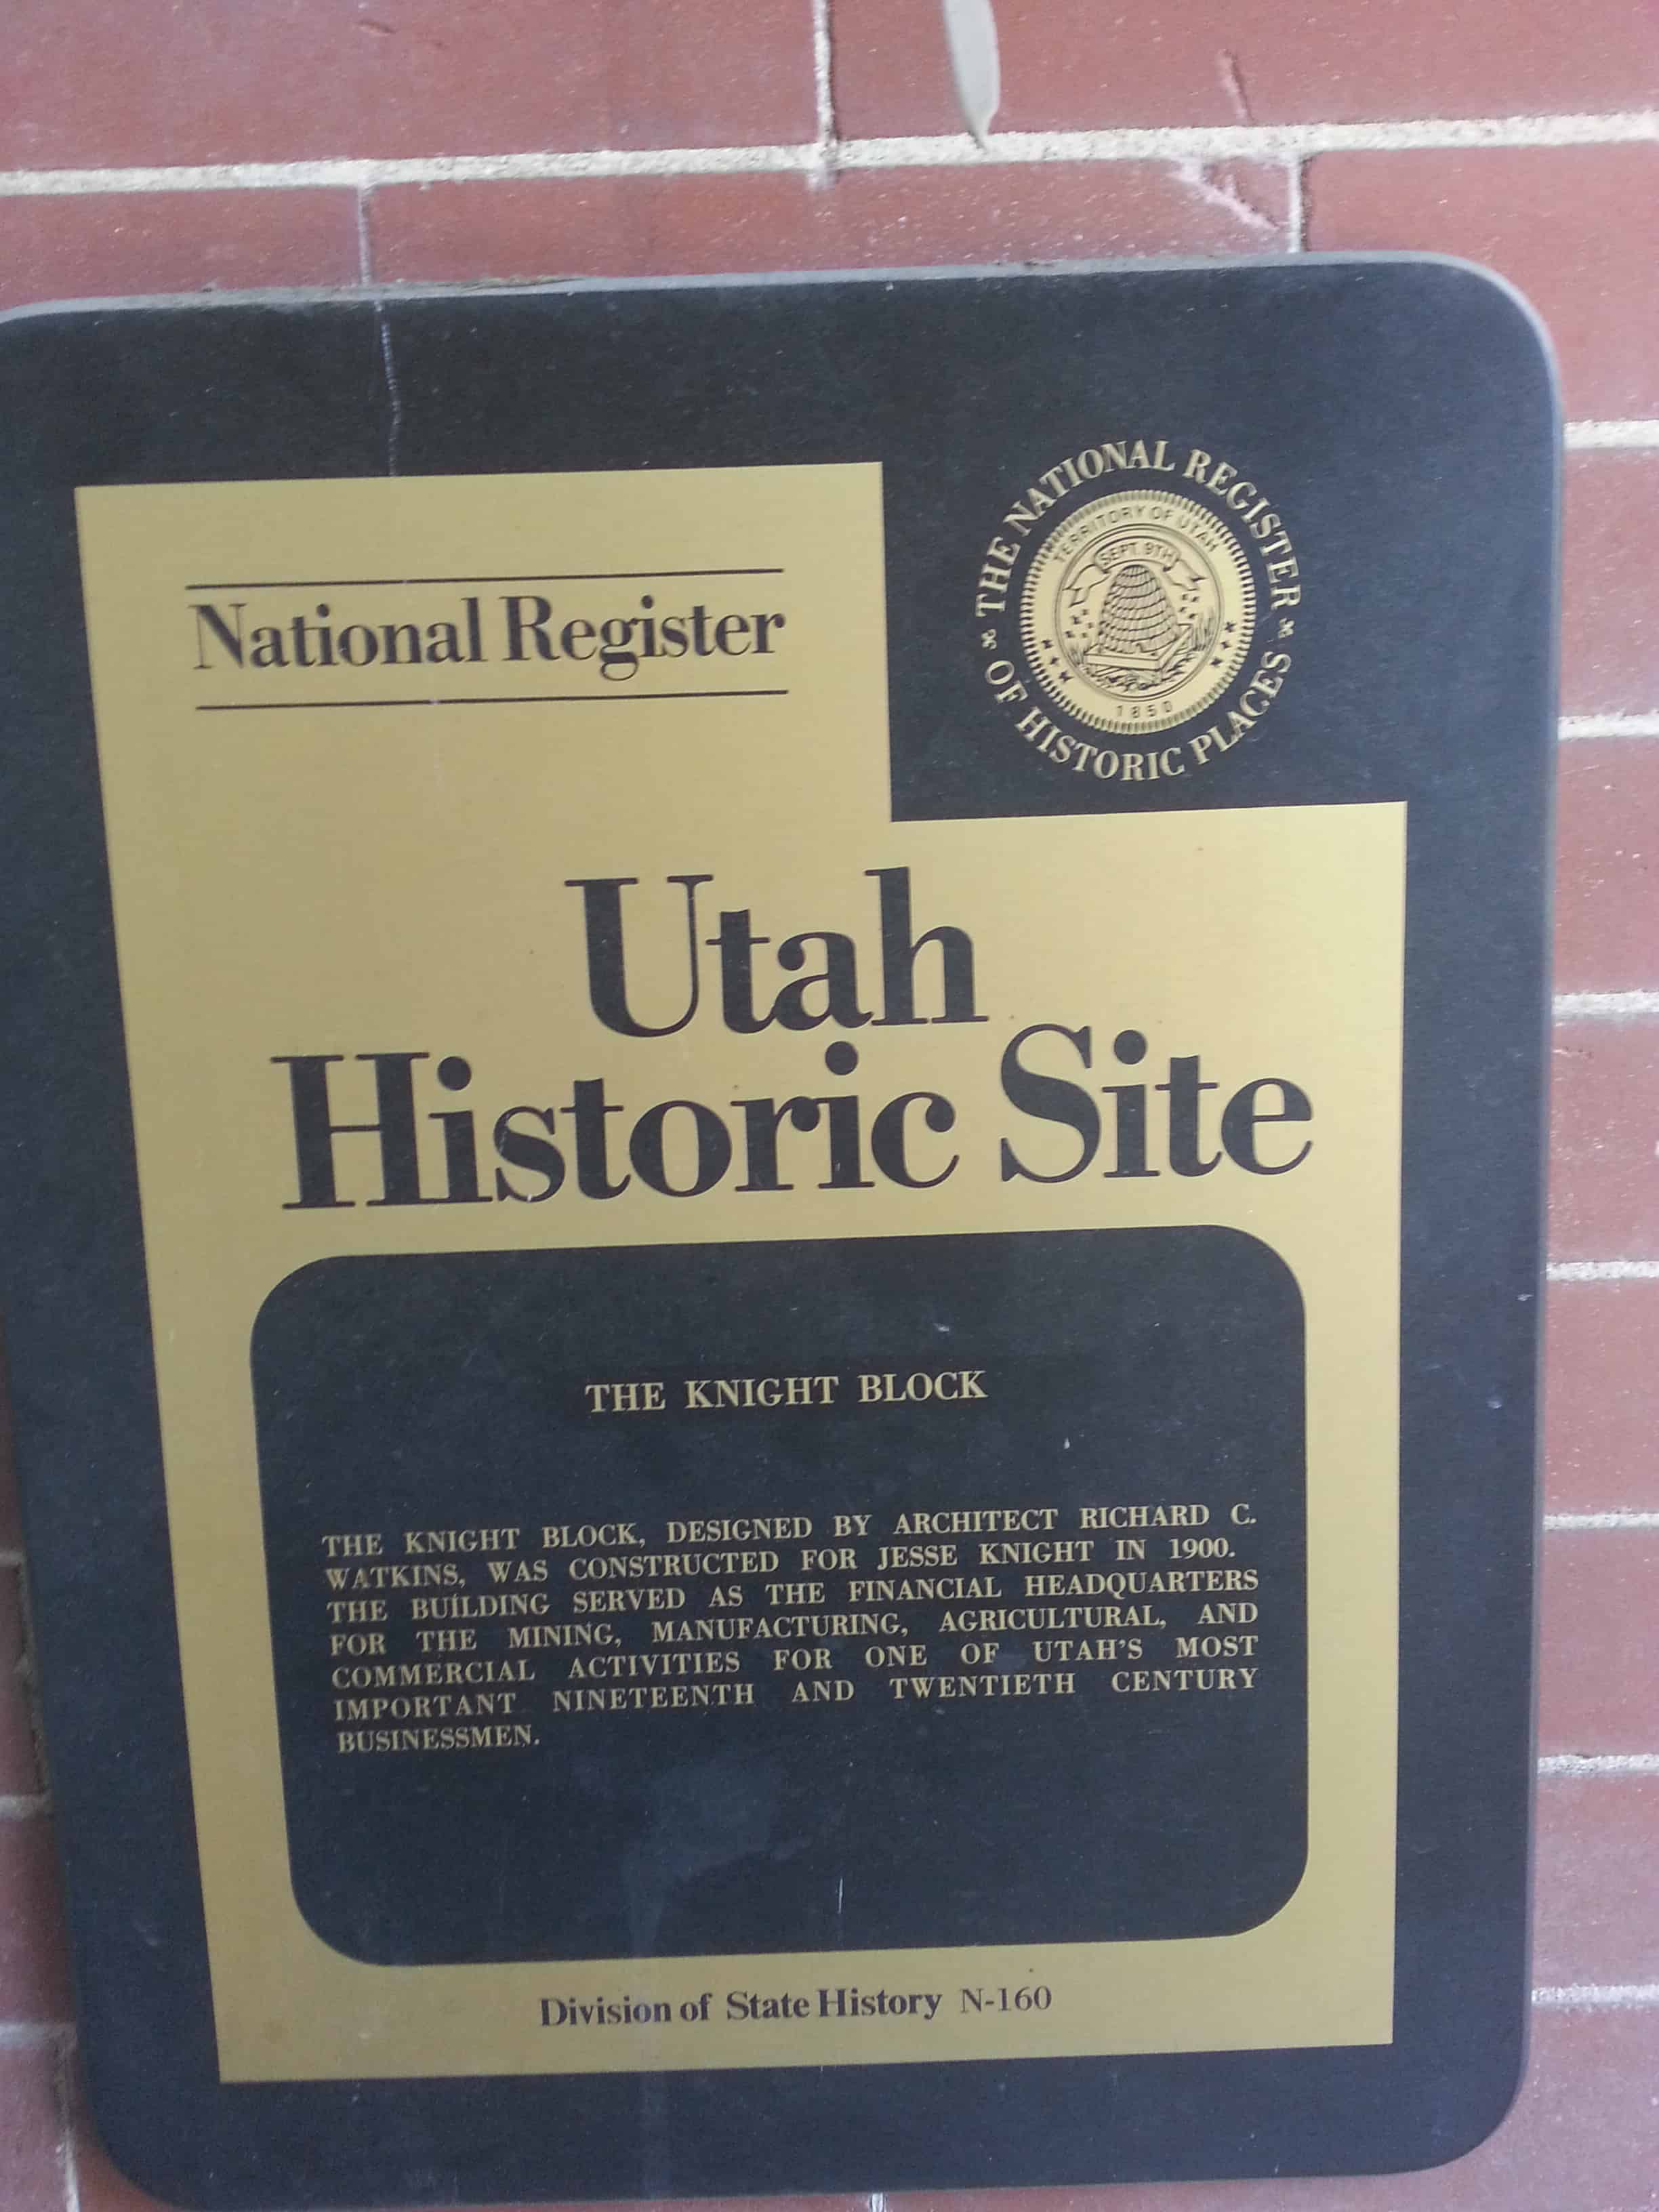 National Register
THE NATIONAL REGISTER
OF HISTORIC PLACES
TERRITORY OF UTAH
SEPT. 9TH
1850
Utah
Historic Site
THE KNIGHT BLOCK
THE KNIGHT BLOCK, DESIGNED BY ARCHITECT RICHARD C.
WATKINS, WAS CONSTRUCTED FOR JESSE KNIGHT IN 1900.
THE BUILDING SERVED AS THE FINANCIAL HEADQUARTERS
FOR THE MINING, MANUFACTURING, AGRICULTURAL, AND
COMMERCIAL ACTIVITIES FOR ONE OF UTAH'S MOST
IMPORTANT NINETEENTH AND TWENTIETH CENTURY
BUSINESSMEN.
Division of State History N-160